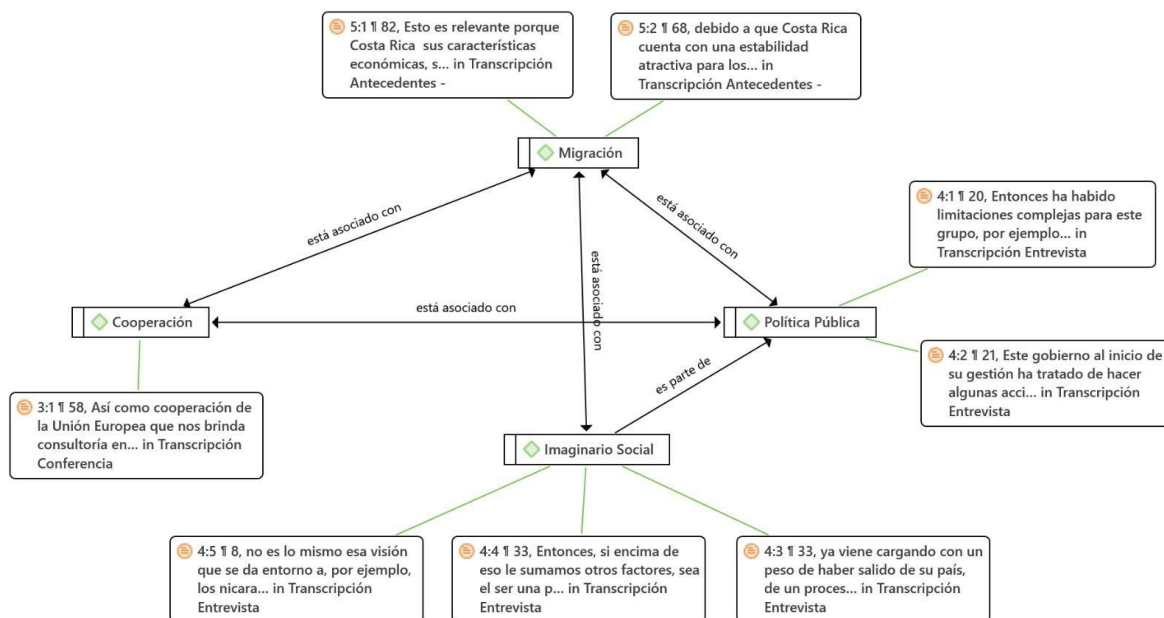 5:1 ¶ 82, Esto es relevante porque
Costa Rica sus características
económicas, s... in Transcripción
Antecedentes -
5:2 ¶ 68, debido a que Costa Rica
cuenta con una estabilidad
atractiva para los... in
Transcripción Antecedentes -
Migración
está asociado con
está asociado con
está asociado con
4:1 ¶ 20, Entonces ha habido
limitaciones complejas para este
grupo, por ejemplo... in
Transcripción Entrevista
Cooperación
está asociado con
Política Pública
es parte de
4:2 ¶ 21, Este gobierno al inicio de
su gestión ha tratado de hacer
algunas acci... in Transcripción
Entrevista
3:1 ¶ 58, Así como cooperación de
la Unión Europea que nos brinda
consultoría en... in Transcripción
Conferencia
Imaginario Social
4:5 ¶ 8, no es lo mismo esa visión
que se da entorno a, por ejemplo,
los nicara... in Transcripción
Entrevista
4:4 ¶ 33, Entonces, si encima de
eso le sumamos otros factores, sea
el ser una p... in Transcripción
Entrevista
4:3 ¶ 33, ya viene cargando con un
peso de haber salido de su país,
de un proces... in Transcripción
Entrevista